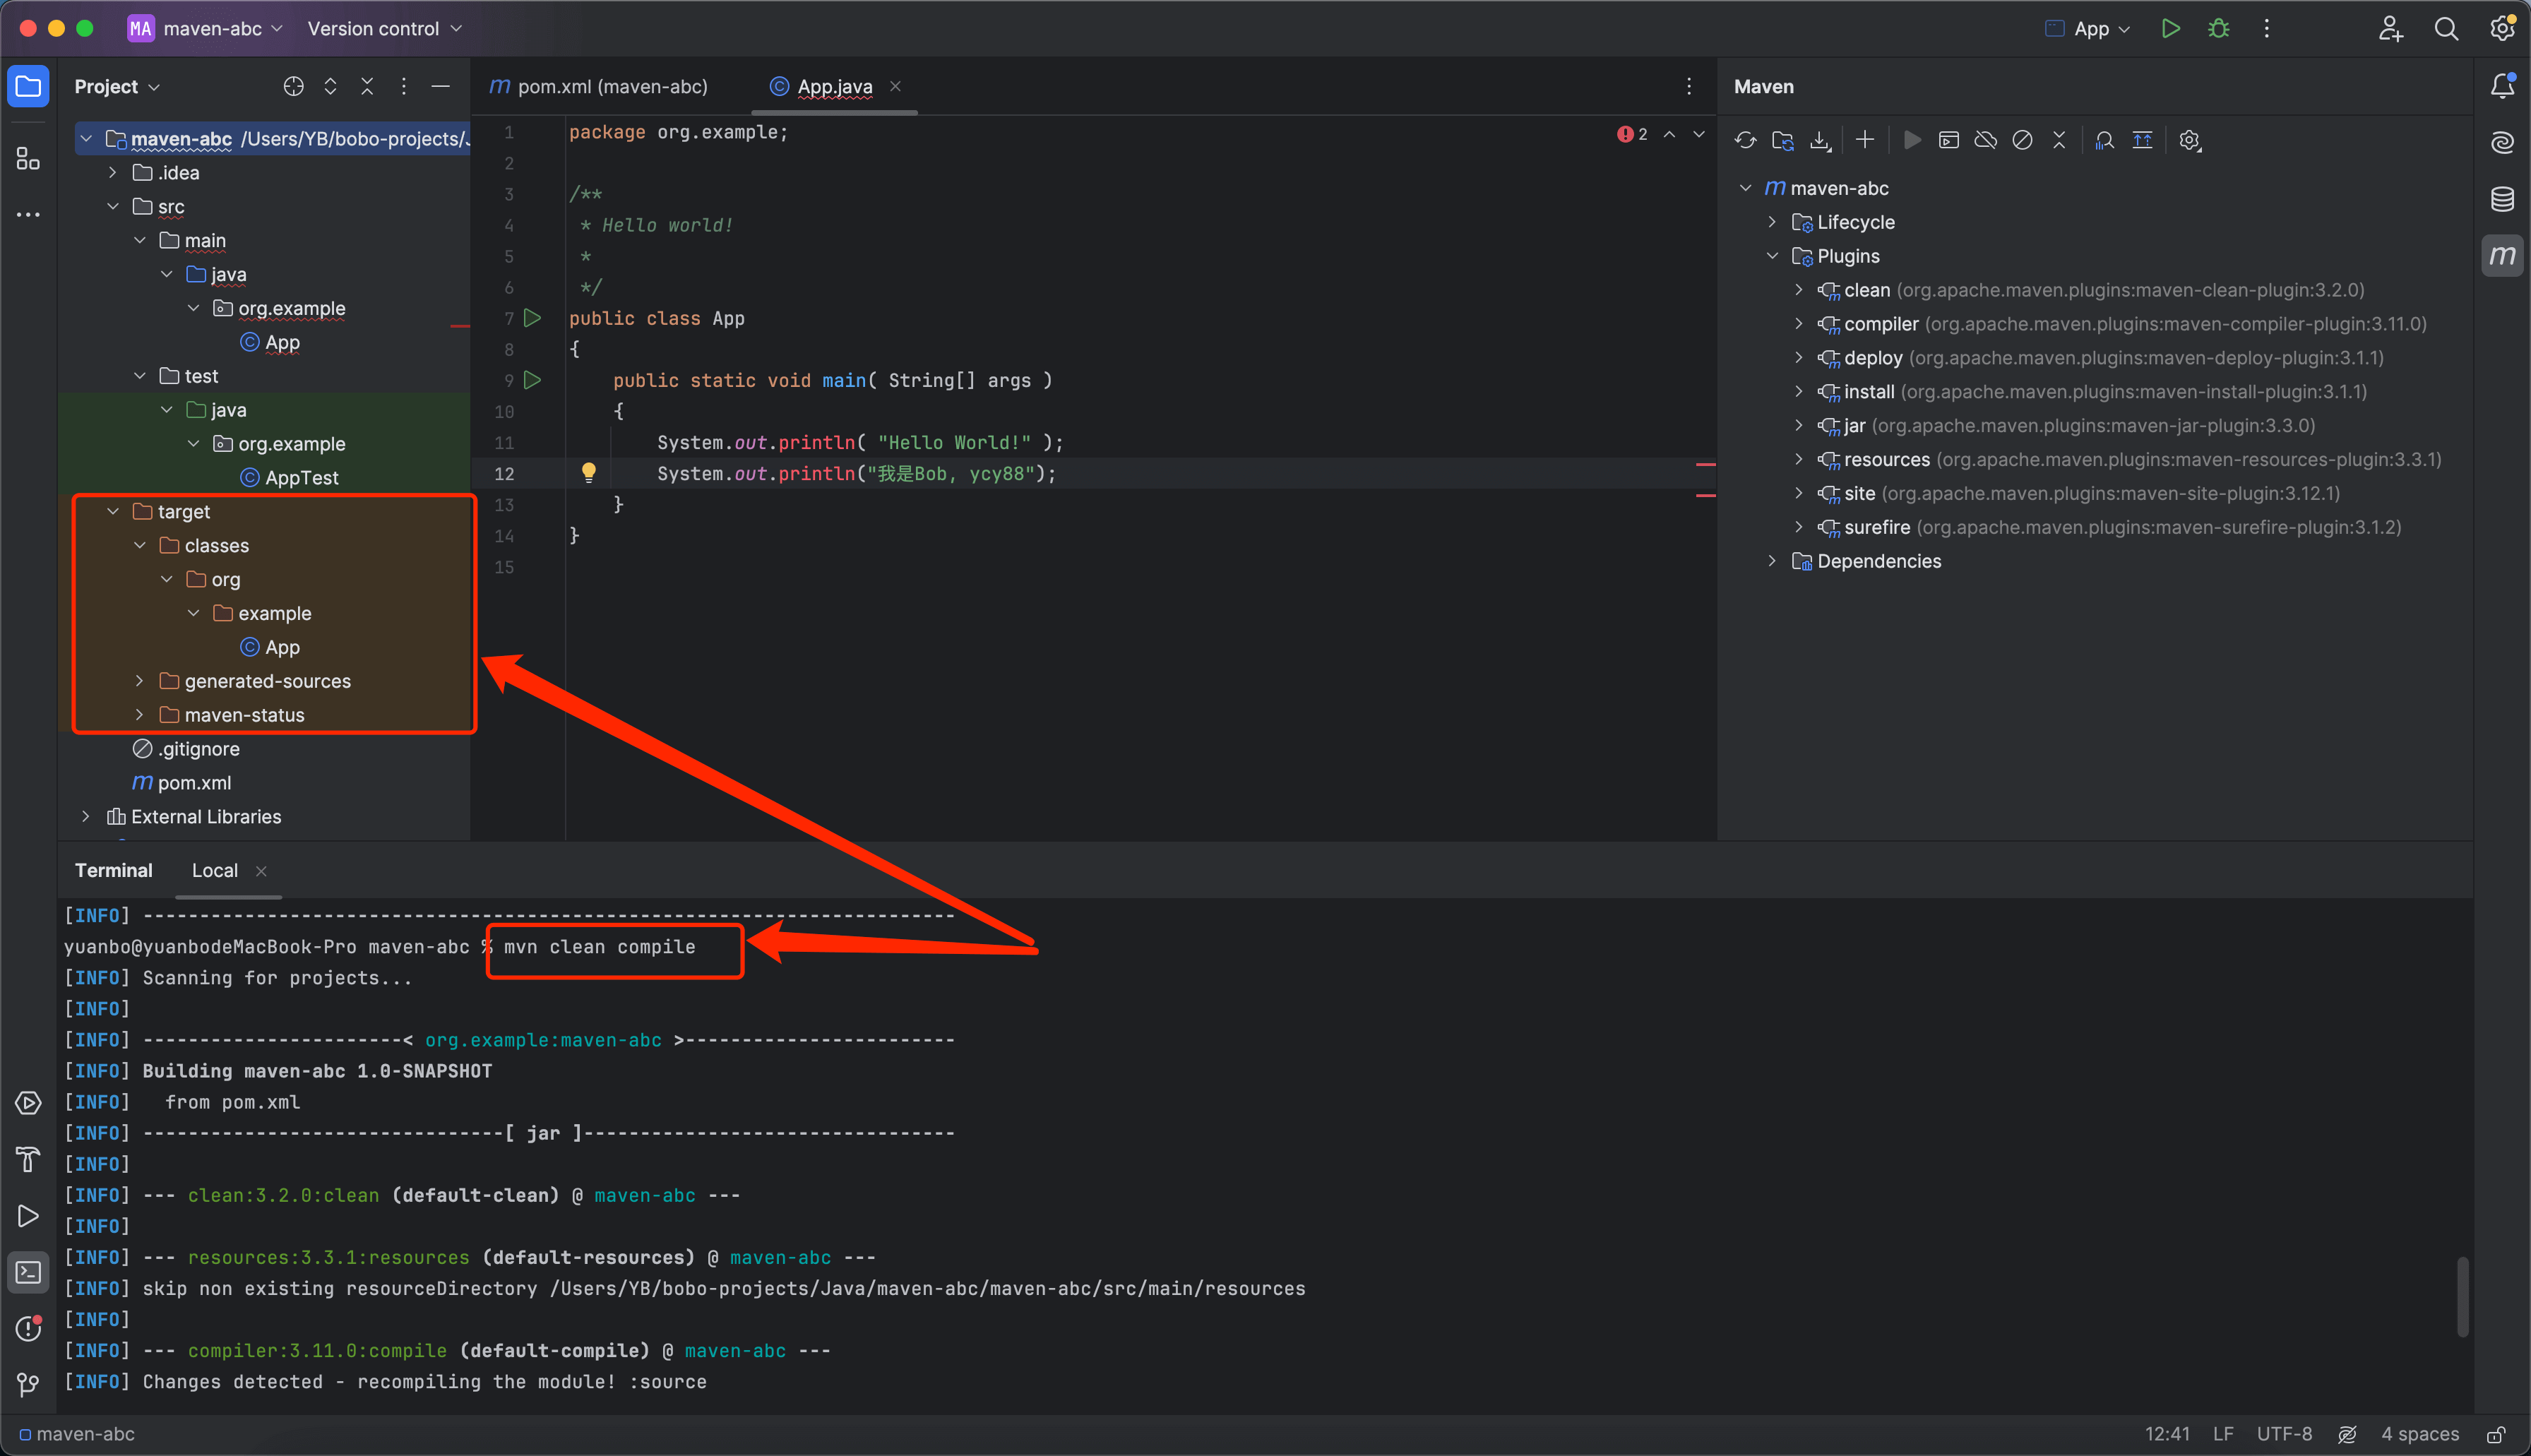 MA maven-abc Version control App
Project
maven-abc /Users/YB/bobo-projects/J
.idea
src
main
java
org.example
App
test
java
org.example
AppTest
target
classes
org
example
App
generated-sources
maven-status
.gitignore
m pom.xml
External Libraries
m pom.xml (maven-abc) App.java
2
1 package org.example;
2
3 /**
4 * Hello world!
5 *
6 */
7 public class App
8 {
9 public static void main( String[] args )
10 {
11 System.out.println( "Hello World!" );
12 System.out.println("我是Bob, ycy88");
13 }
14 }
15
Maven
m maven-abc
Lifecycle
Plugins
clean (org.apache.maven.plugins:maven-clean-plugin:3.2.0)
compiler (org.apache.maven.plugins:maven-compiler-plugin:3.11.0)
deploy (org.apache.maven.plugins:maven-deploy-plugin:3.1.1)
install (org.apache.maven.plugins:maven-install-plugin:3.1.1)
jar (org.apache.maven.plugins:maven-jar-plugin:3.3.0)
resources (org.apache.maven.plugins:maven-resources-plugin:3.3.1)
site (org.apache.maven.plugins:maven-site-plugin:3.12.1)
surefire (org.apache.maven.plugins:maven-surefire-plugin:3.1.2)
Dependencies
m
Terminal Local
[INFO] ------------------------------------------------------------------------
yuanbo@yuanbodeMacBook-Pro maven-abc % mvn clean compile
[INFO] Scanning for projects...
[INFO]
[INFO] -----------------------< org.example:maven-abc >------------------------
[INFO] Building maven-abc 1.0-SNAPSHOT
[INFO]   from pom.xml
[INFO] --------------------------------[ jar ]---------------------------------
[INFO]
[INFO] --- clean:3.2.0:clean (default-clean) @ maven-abc ---
[INFO]
[INFO] --- resources:3.3.1:resources (default-resources) @ maven-abc ---
[INFO] skip non existing resourceDirectory /Users/YB/bobo-projects/Java/maven-abc/maven-abc/src/main/resources
[INFO]
[INFO] --- compiler:3.11.0:compile (default-compile) @ maven-abc ---
[INFO] Changes detected - recompiling the module! :source
maven-abc 12:41 LF UTF-8 4 spaces